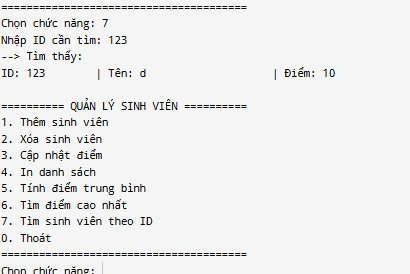 =======================================
Chọn chức năng: 7
Nhập ID cần tìm: 123
--> Tìm thấy:
ID: 123        | Tên: d                    | Điểm: 10

========== QUẢN LÝ SINH VIÊN ==========
1. Thêm sinh viên
2. Xóa sinh viên
3. Cập nhật điểm
4. In danh sách
5. Tính điểm trung bình
6. Tìm điểm cao nhất
7. Tìm sinh viên theo ID
0. Thoát
=======================================
Chọn chức năng: